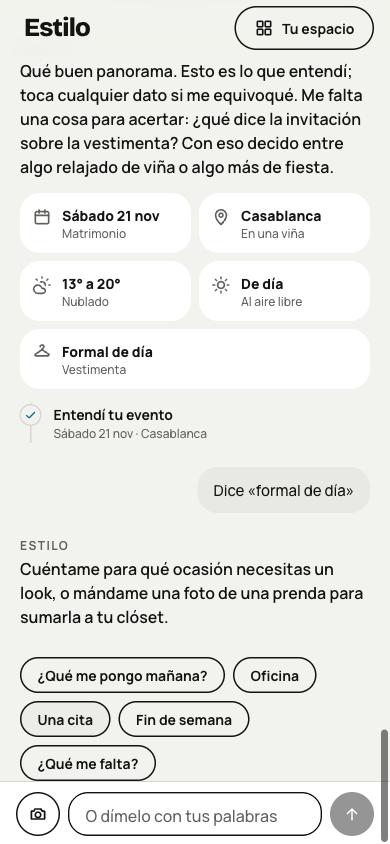 Estilo
Tu espacio
Qué buen panorama. Esto es lo que entendí;
toca cualquier dato si me equivoqué. Me falta
una cosa para acertar: ¿qué dice la invitación
sobre la vestimenta? Con eso decido entre
algo relajado de viña o algo más de fiesta.
Sábado 21 nov
Matrimonio
Casablanca
En una viña
13° a 20°
Nublado
De día
Al aire libre
Formal de día
Vestimenta
Entendí tu evento
Sábado 21 nov · Casablanca
Dice «formal de día»
ESTILO
Cuéntame para qué ocasión necesitas un
look, o mándame una foto de una prenda para
sumarla a tu clóset.
¿Qué me pongo mañana?
Oficina
Una cita
Fin de semana
¿Qué me falta?
O dímelo con tus palabras